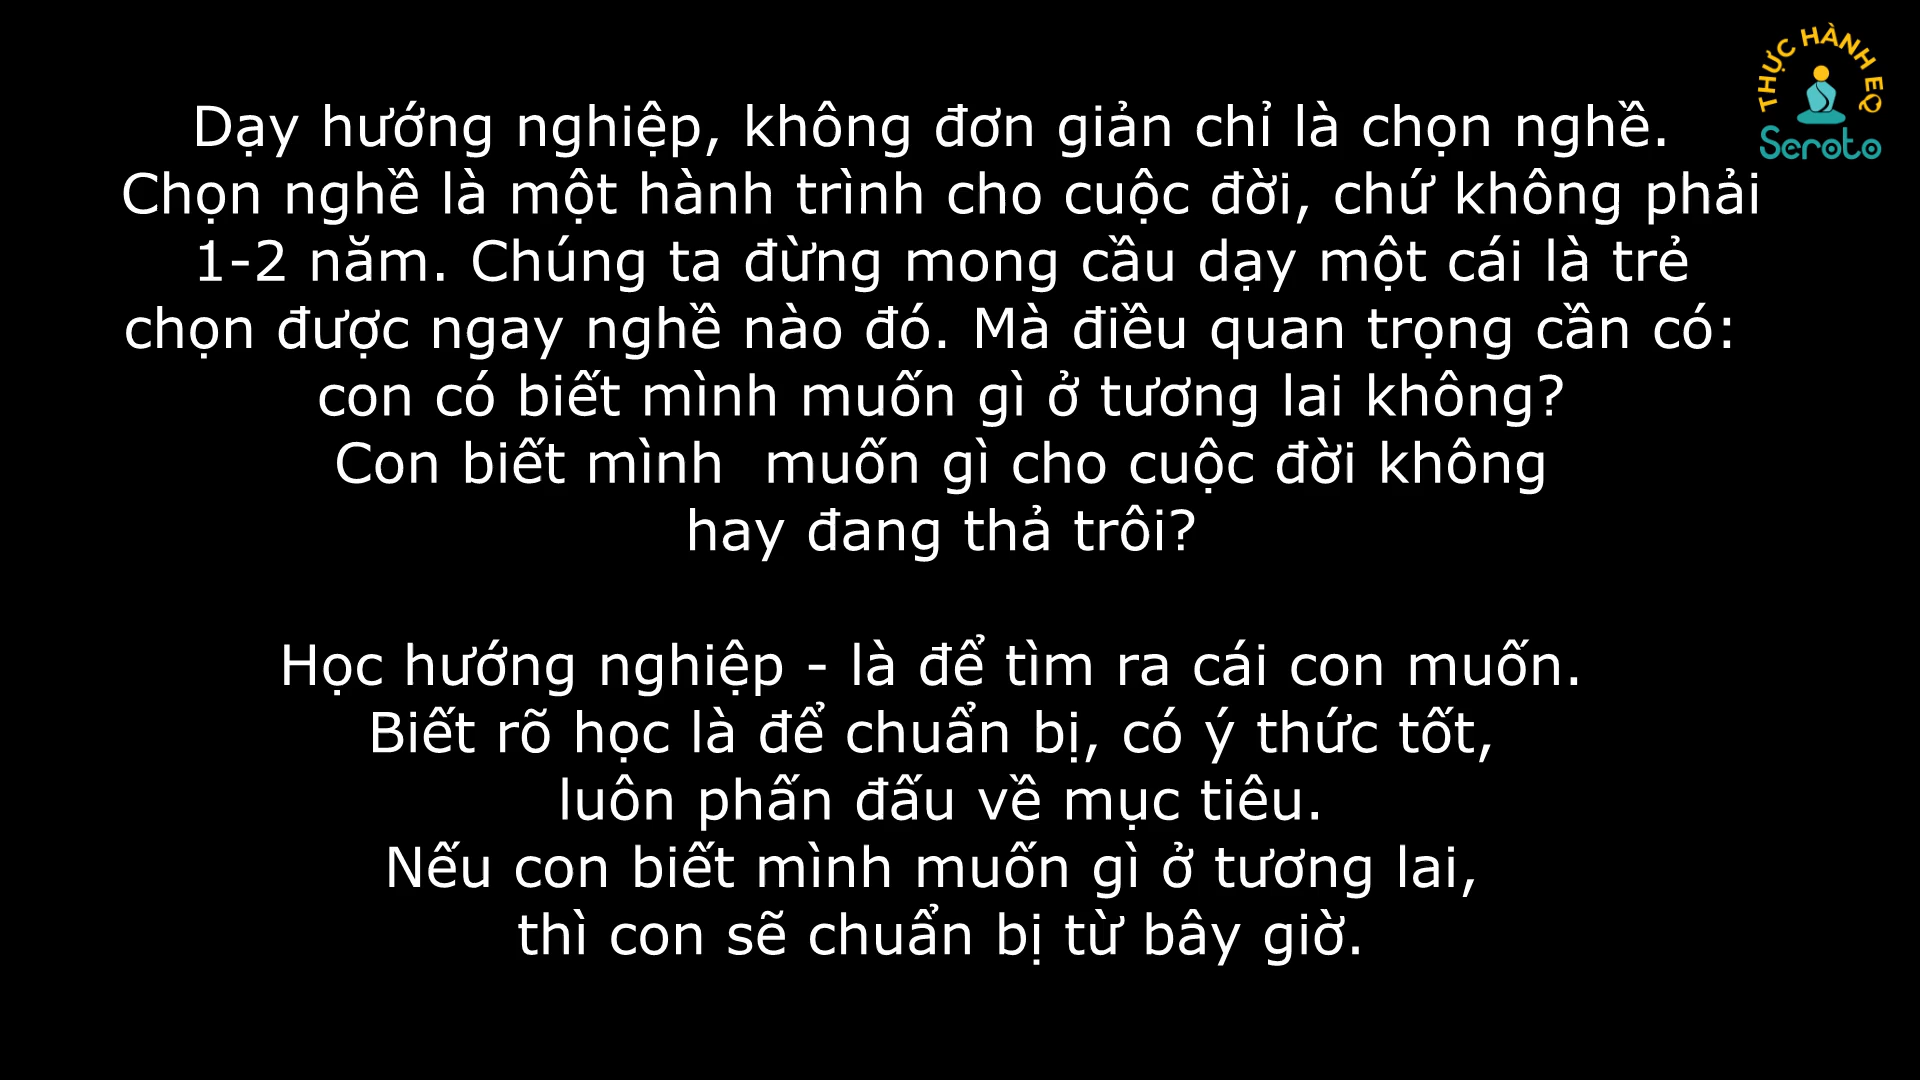 THỰC HÀNH EQ
Seroto
Dạy hướng nghiệp, không đơn giản chỉ là chọn nghề.
Chọn nghề là một hành trình cho cuộc đời, chứ không phải
1-2 năm. Chúng ta đừng mong cầu dạy một cái là trẻ
chọn được ngay nghề nào đó. Mà điều quan trọng cần có:
con có biết mình muốn gì ở tương lai không?
Con biết mình  muốn gì cho cuộc đời không
hay đang thả trôi?
Học hướng nghiệp - là để tìm ra cái con muốn.
Biết rõ học là để chuẩn bị, có ý thức tốt,
luôn phấn đấu về mục tiêu.
Nếu con biết mình muốn gì ở tương lai,
thì con sẽ chuẩn bị từ bây giờ.